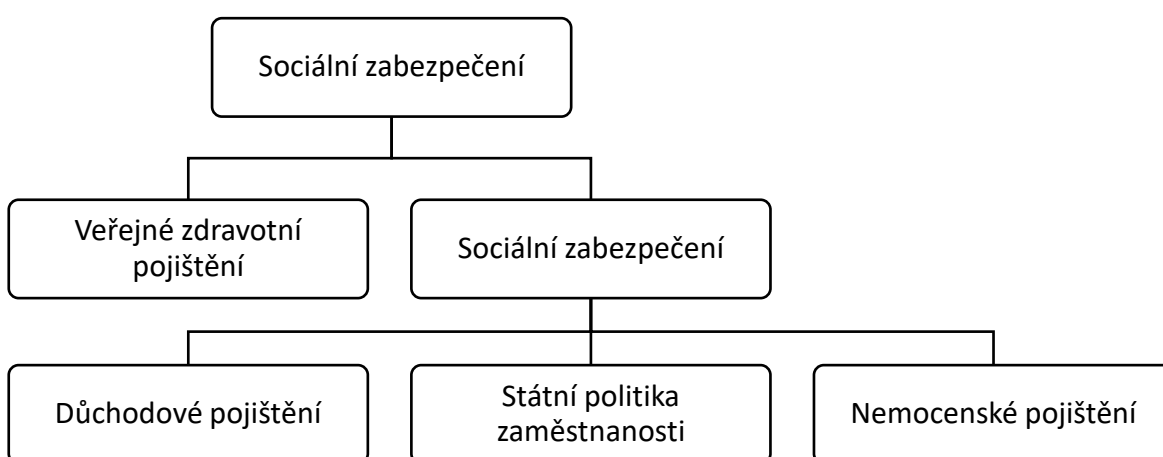 Sociální zabezpečení
Veřejné zdravotní
pojištění
Sociální zabezpečení
Důchodové pojištění
Státní politika
zaměstnanosti
Nemocenské pojištění